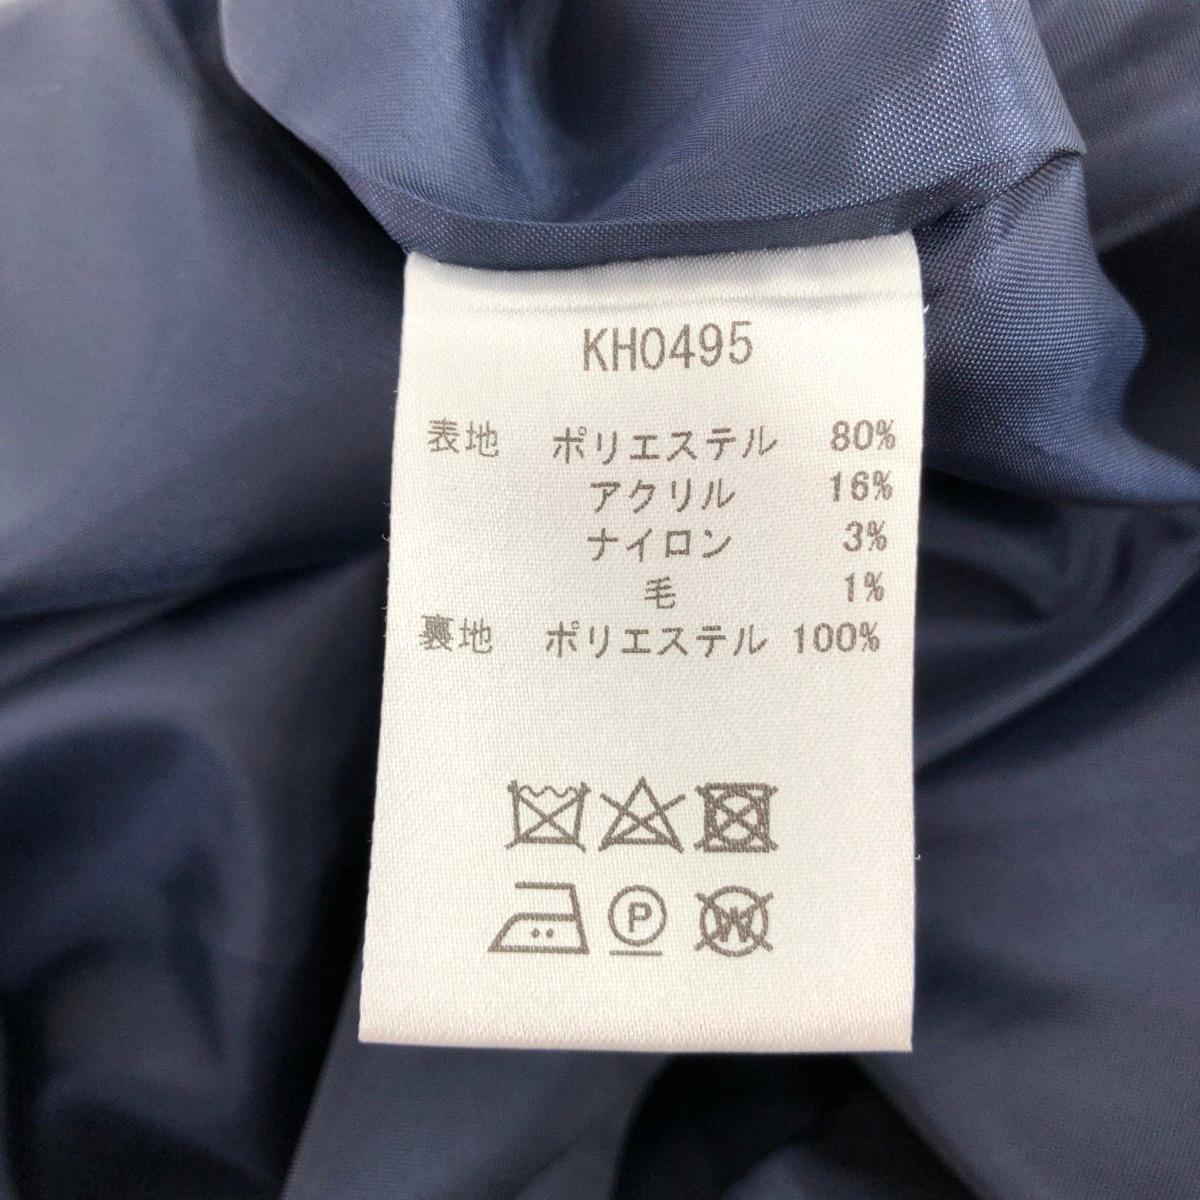 KH0495
表地 ポリエステル 80%
アクリル 16%
ナイロン 3%
毛 1%
裏地 ポリエステル 100%
P W